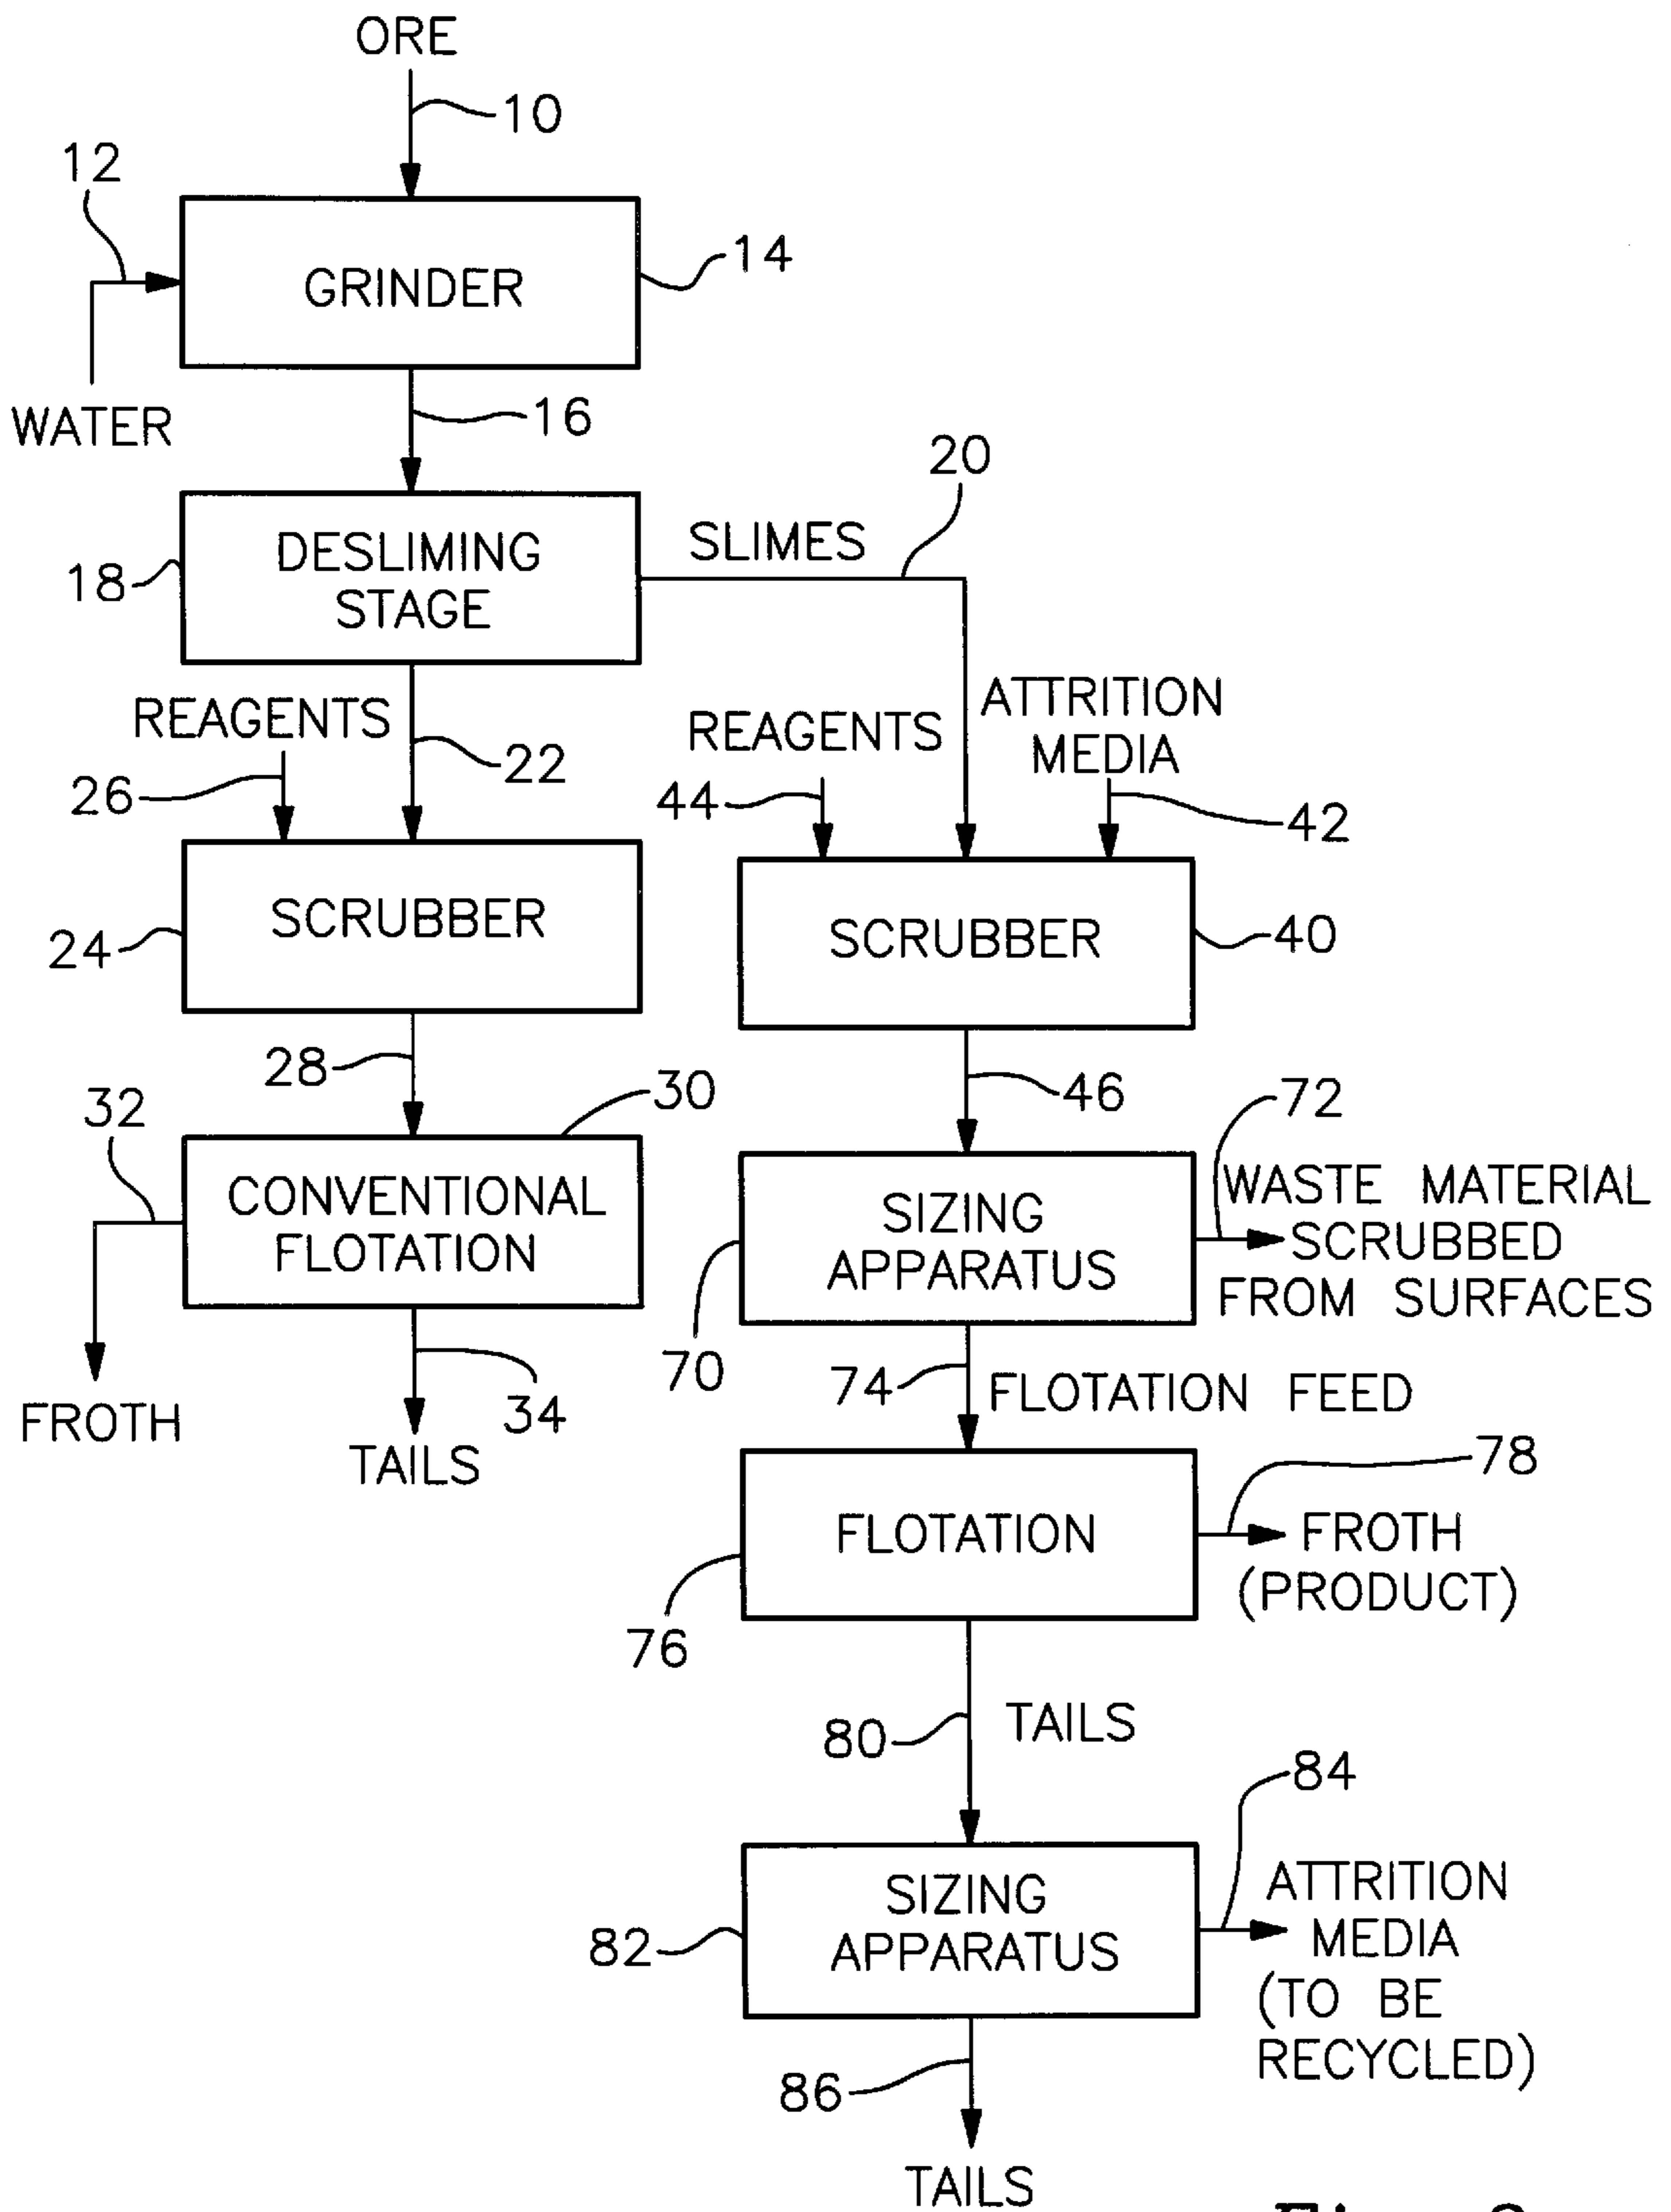 ORE
10
12
14
GRINDER
WATER
16
20
SLIMES
DESLIMING
STAGE
18
REAGENTS
22
26
REAGENTS
ATTRITION
MEDIA
44
42
SCRUBBER
24
SCRUBBER
40
28
30
32
46
72
CONVENTIONAL
FLOTATION
SIZING
APPARATUS
WASTE MATERIAL
SCRUBBED
FROM SURFACES
70
74
FLOTATION FEED
FROTH
34
TAILS
78
FLOTATION
FROTH
(PRODUCT)
76
80
TAILS
84
SIZING
APPARATUS
82
ATTRITION
MEDIA
(TO BE
RECYCLED)
86
TAILS